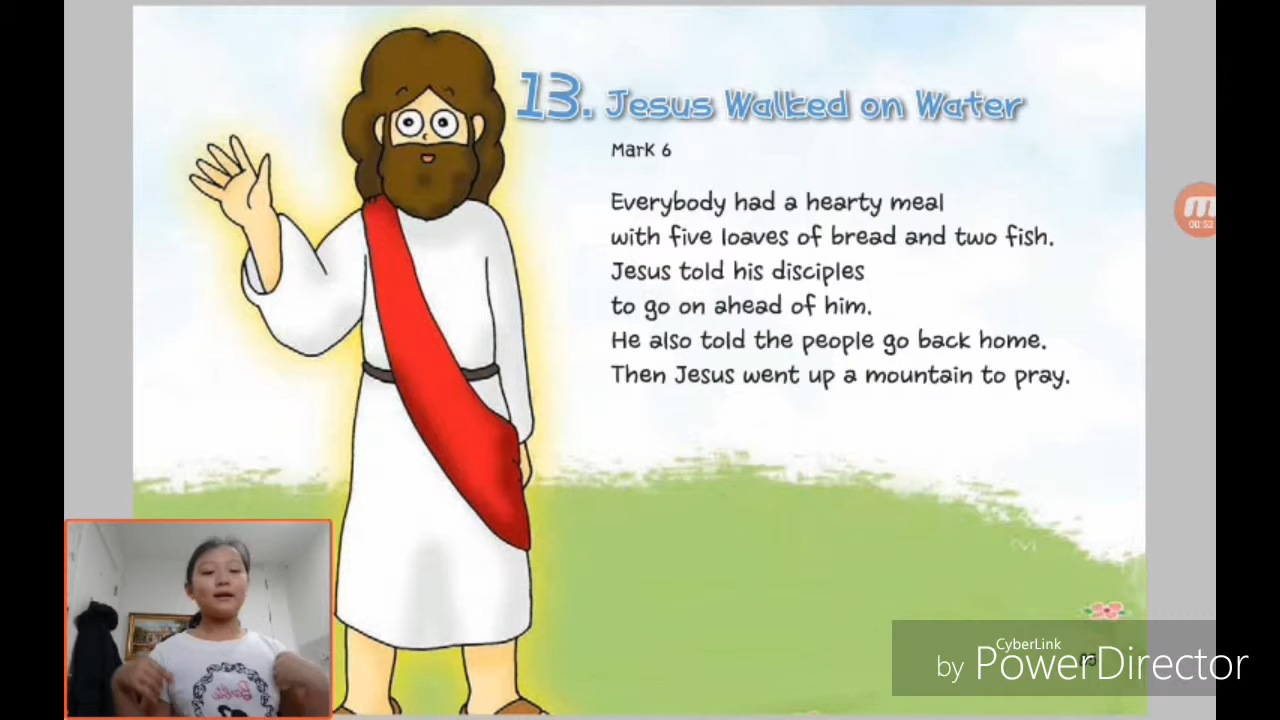 13. Jesus Walked on Water
Mark 6
Everybody had a hearty meal
with five loaves of bread and two fish.
Jesus told his disciples
to go on ahead of him.
He also told the people go back home.
Then Jesus went up a mountain to pray.
00:53
CyberLink
by PowerDirector